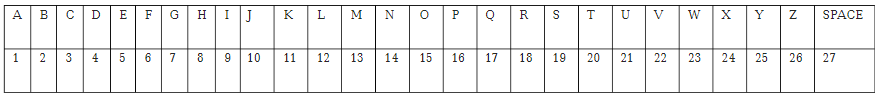 A B C D E F G H I J K L M N O P Q R S T U V W X Y Z SPACE
1 2 3 4 5 6 7 8 9 10 11 12 13 14 15 16 17 18 19 20 21 22 23 24 25 26 27